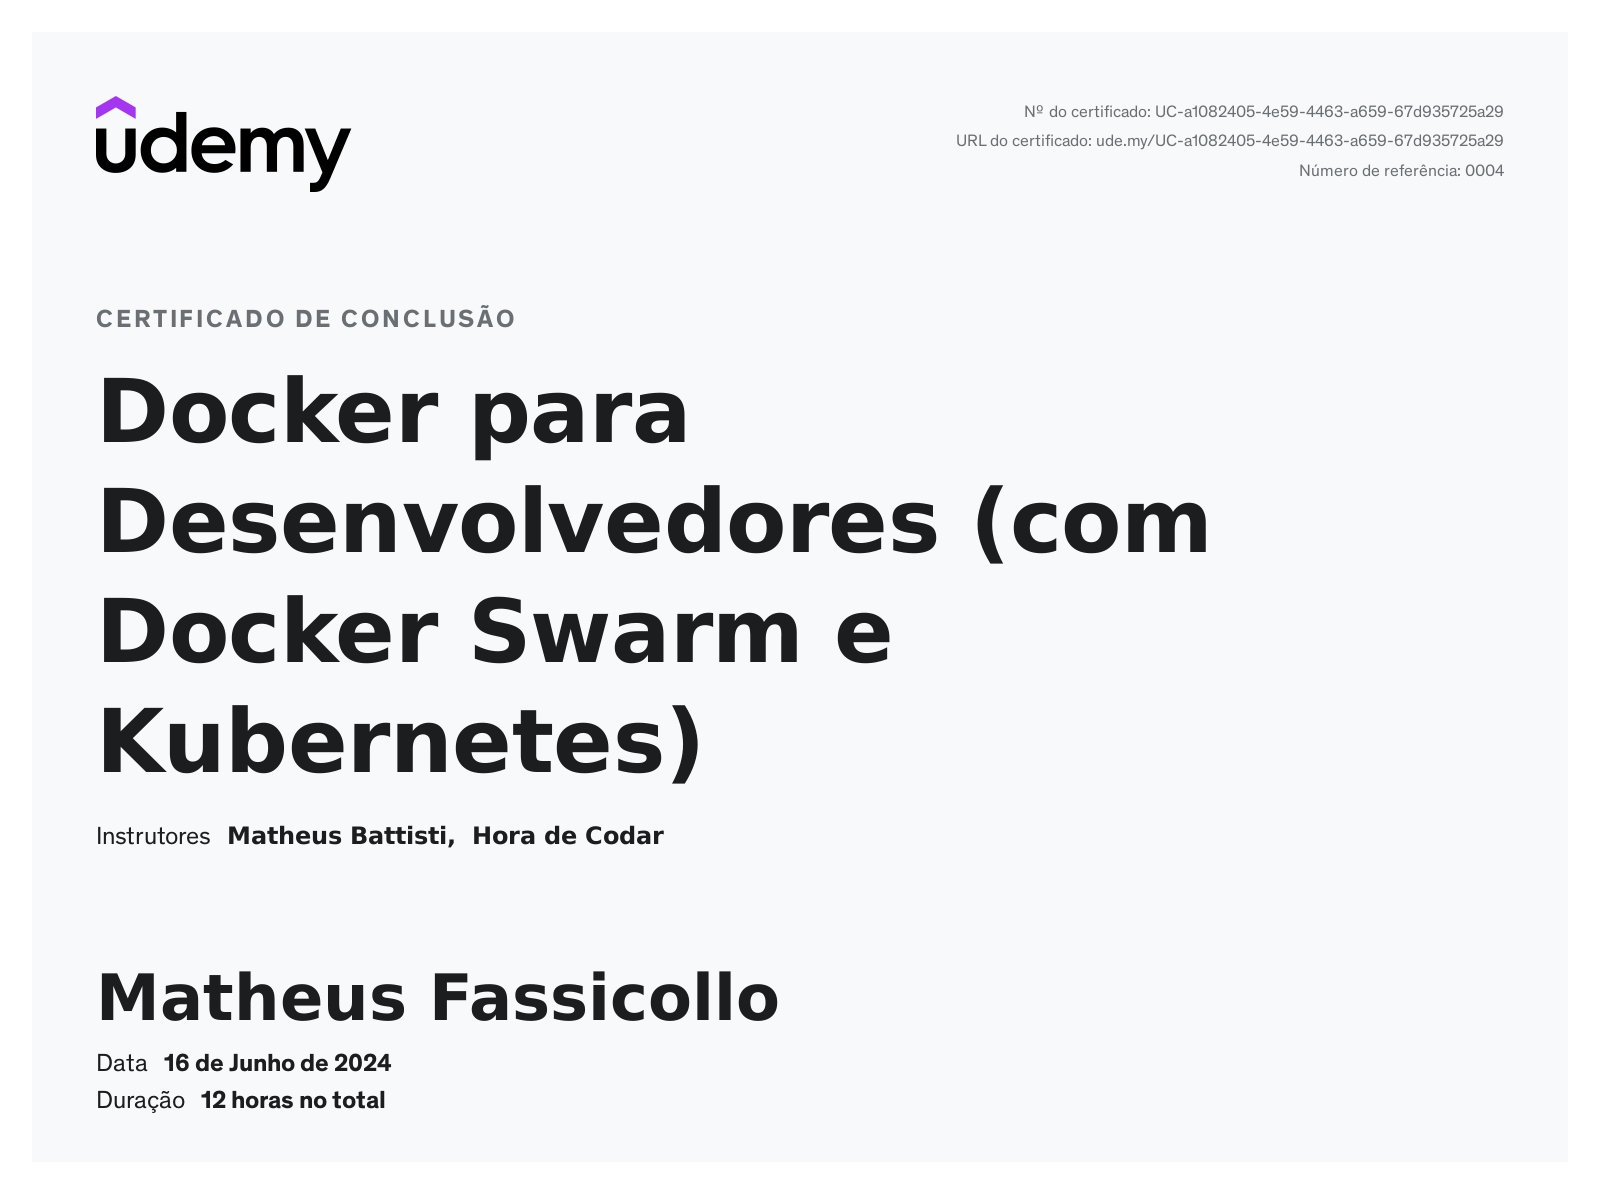 udemy
Nº do certificado: UC-a1082405-4e59-4463-a659-67d935725a29
URL do certificado: ude.my/UC-a1082405-4e59-4463-a659-67d935725a29
Número de referência: 0004
CERTIFICADO DE CONCLUSÃO
Docker para
Desenvolvedores (com
Docker Swarm e
Kubernetes)
Instrutores Matheus Battisti, Hora de Codar
Matheus Fassicollo
Data 16 de Junho de 2024
Duração 12 horas no total